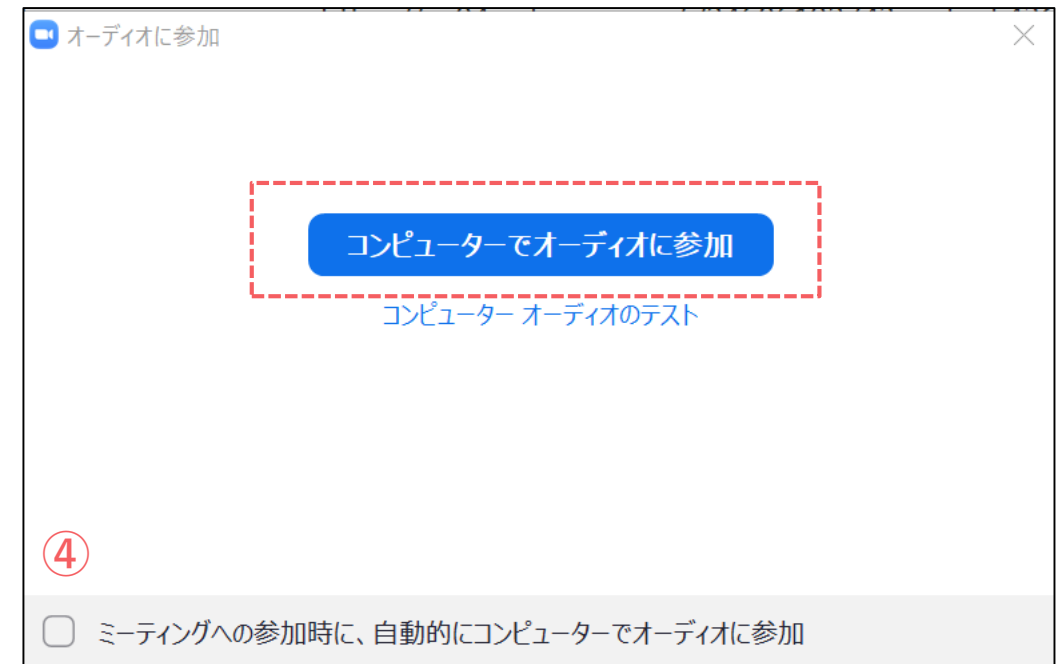 オーディオに参加
コンピューターでオーディオに参加
コンピューター オーディオのテスト
④
ミーティングへの参加時に、自動的にコンピューターでオーディオに参加